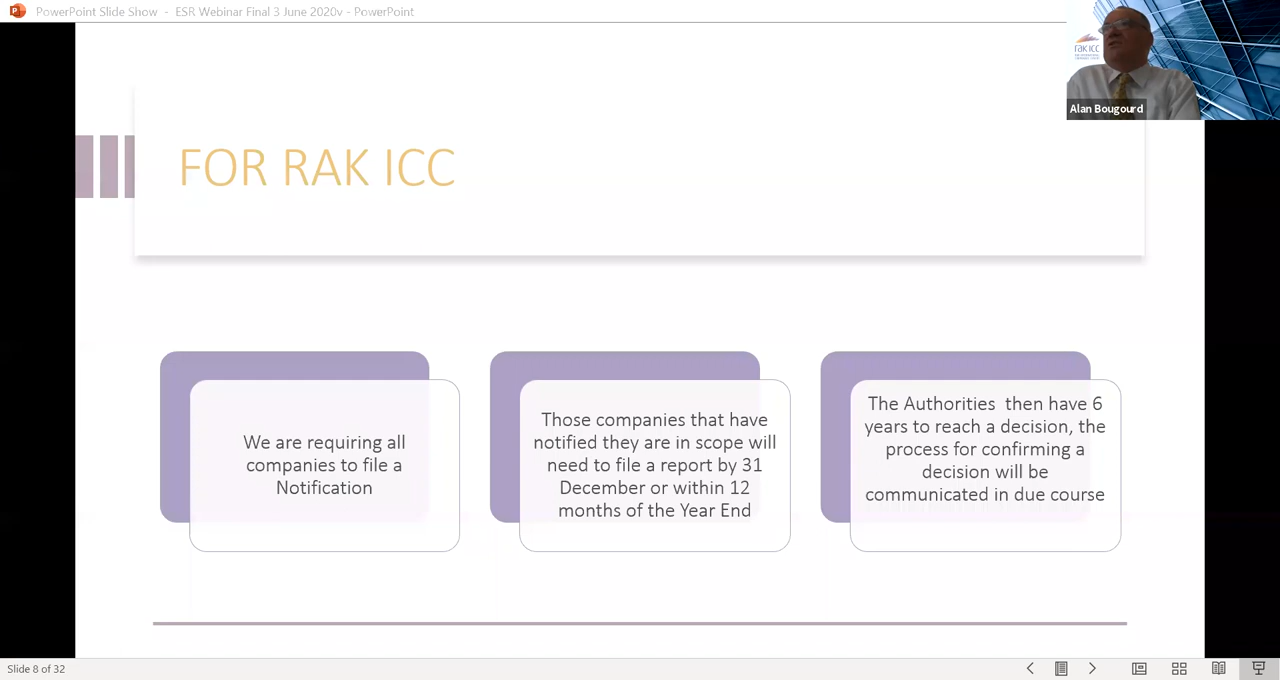 PowerPoint Slide Show - ESR Webinar Final 3 June 2020v - PowerPoint
rak icc
Alan Bougourd
FOR RAK ICC
We are requiring all
companies to file a
Notification
Those companies that have
notified they are in scope will
need to file a report by 31
December or within 12
months of the Year End
The Authorities then have 6
years to reach a decision, the
process for confirming a
decision will be
communicated in due course
Slide 8 of 32